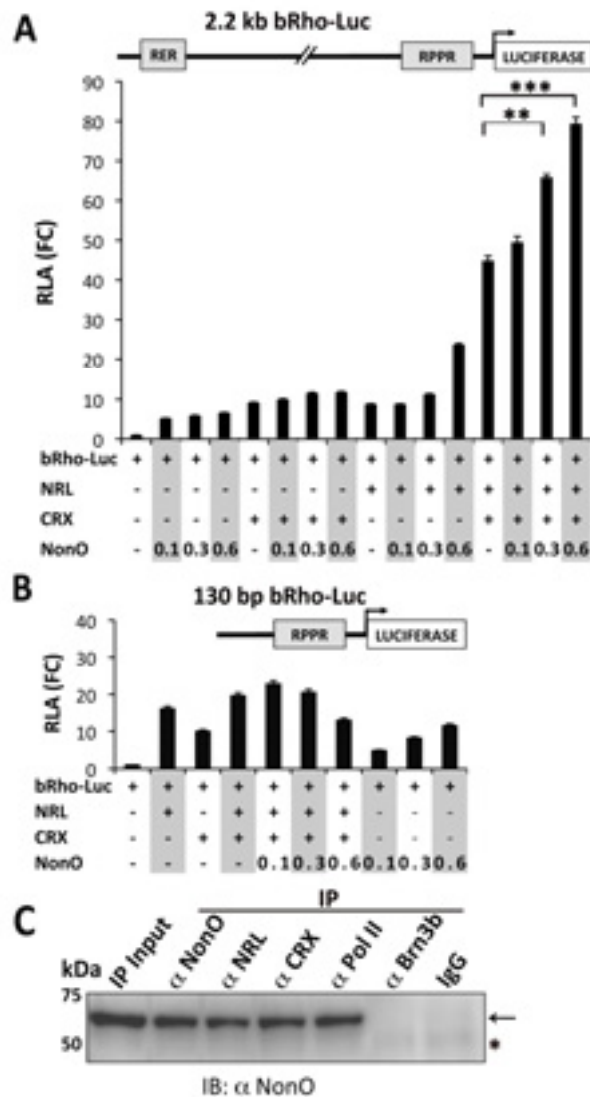 A
2.2 kb bRho-Luc
RER
RPPR
LUCIFERASE
90
80
70
60
50
40
30
20
10
0
RLA (FC)
***
**
bRho-Luc + + + + + + + + + + + + + + + +
NRL - - - - - - - - + + + + + + + +
CRX - - - - + + + + - - - - + + + +
NonO - 0.1 0.3 0.6 - 0.1 0.3 0.6 - 0.1 0.3 0.6 - 0.1 0.3 0.6
B
130 bp bRho-Luc
RPPR
LUCIFERASE
40
30
20
10
0
RLA (FC)
bRho-Luc + + + + + + + + + +
NRL - + - + + + + - - -
CRX - - + + + + + - - -
NonO - - - - 0.1 0.3 0.6 0.1 0.3 0.6
C
IP
kDa
IP Input
α NonO
α NRL
α CRX
α Pol II
α Brn3b
IgG
75
50
*
IB: α NonO